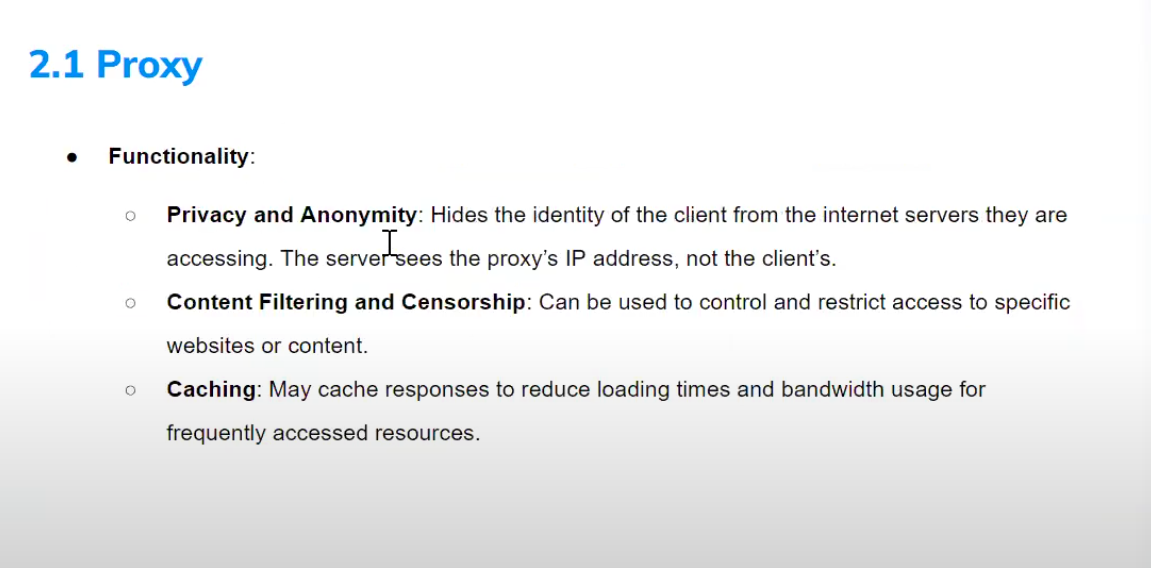 2.1 Proxy
● Functionality:
○ Privacy and Anonymity: Hides the identity of the client from the internet servers they are
accessing. The server sees the proxy’s IP address, not the client’s.
○ Content Filtering and Censorship: Can be used to control and restrict access to specific
websites or content.
○ Caching: May cache responses to reduce loading times and bandwidth usage for
frequently accessed resources.